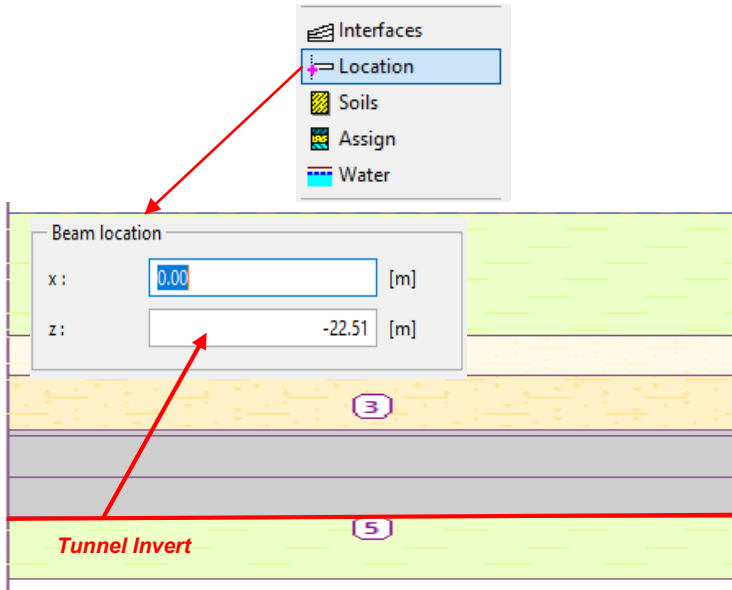 Interfaces
Location
Soils
Assign
Water
Beam location
x : 0.00 [m]
z : -22.51 [m]
3
5
Tunnel Invert